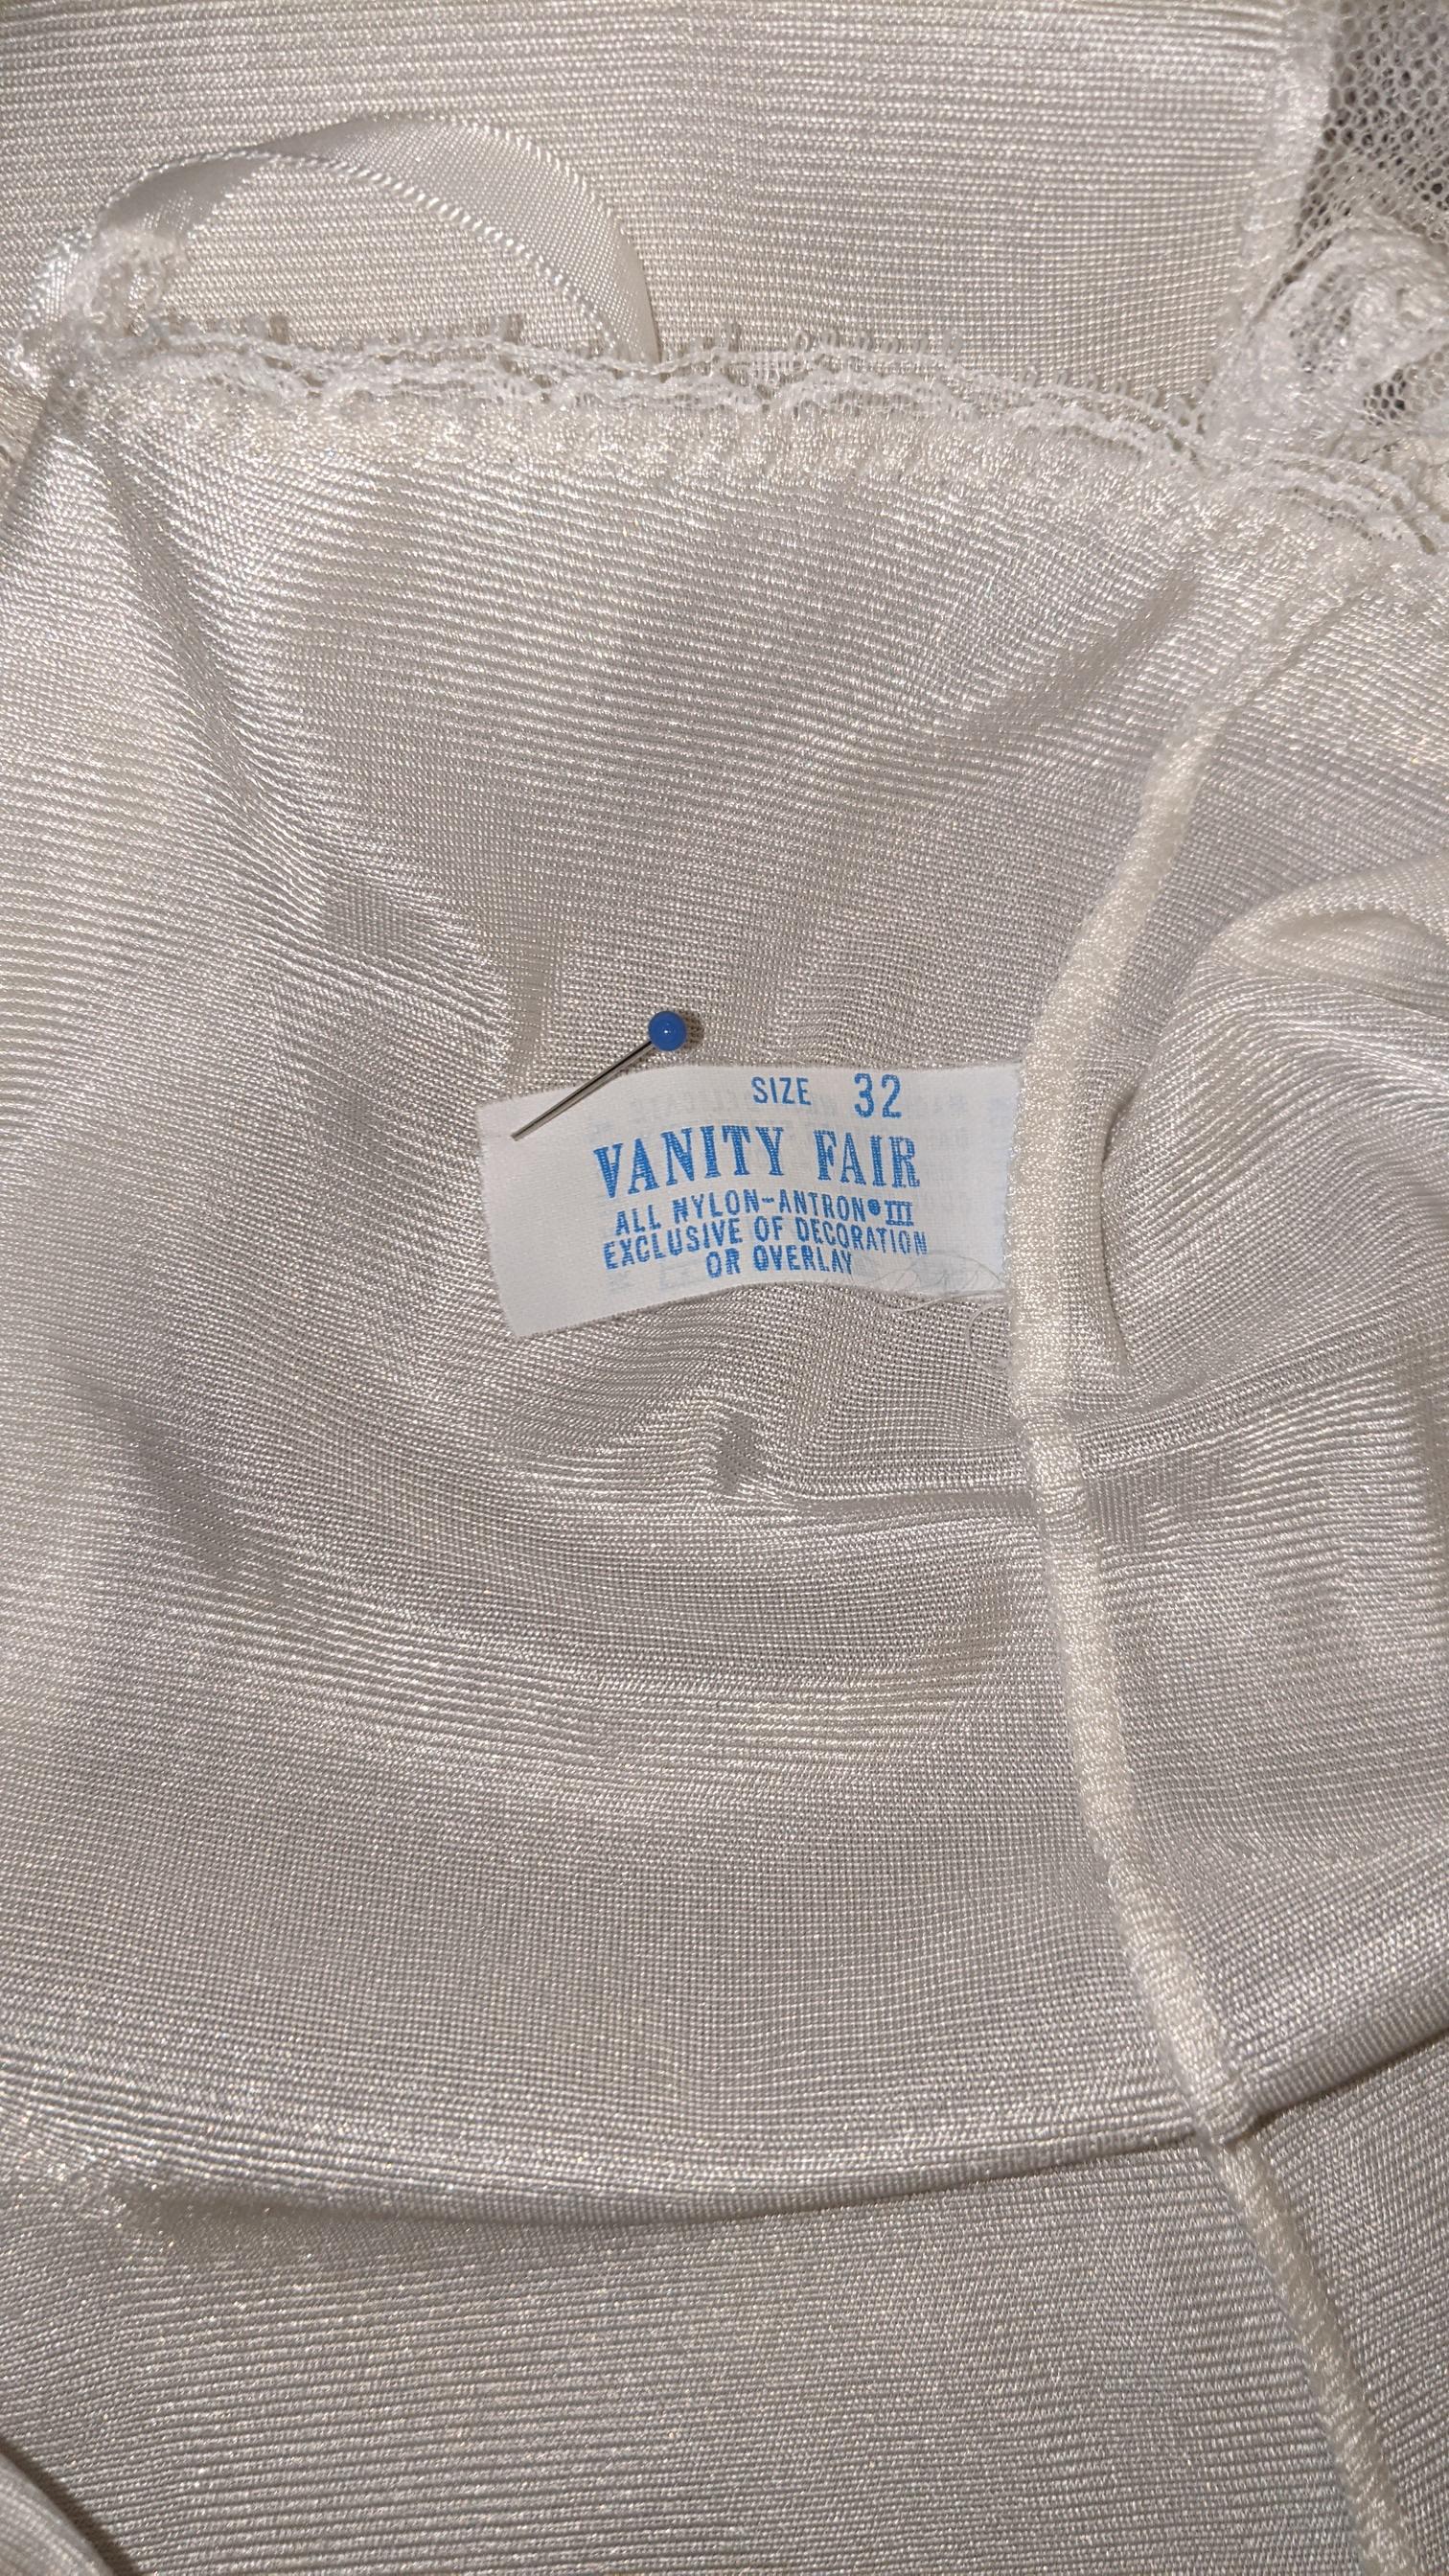 SIZE 32
VANITY FAIR
ALL NYLON-ANTRON® III
EXCLUSIVE OF DECORATION
OR OVERLAY